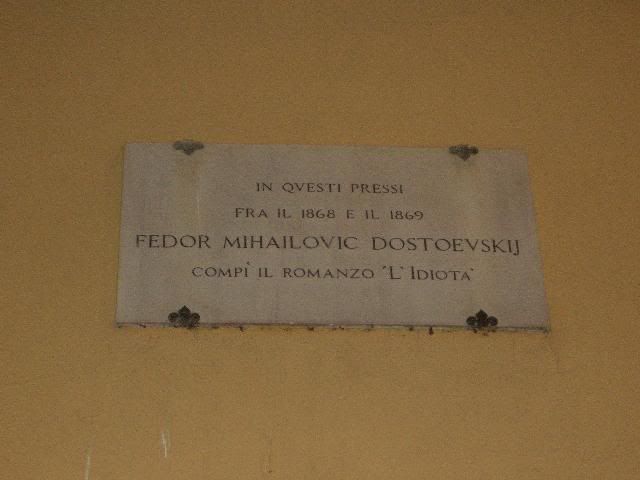 IN QVESTI PRESSI
FRA IL 1868 E IL 1869
FEDOR MIHAILOVIC DOSTOEVSKIJ
COMPÌ IL ROMANZO "L'IDIOTA"